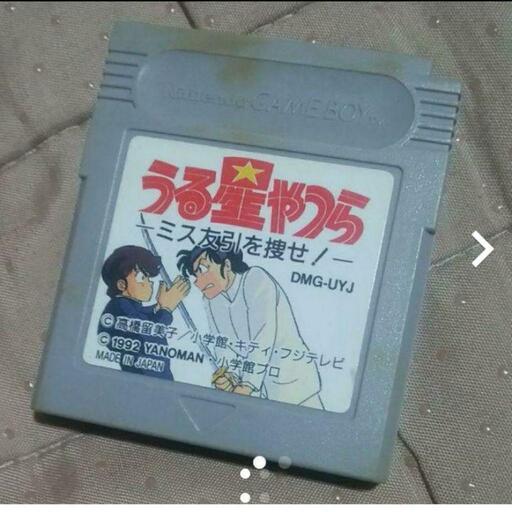 Nintendo GAME BOY TM
うる星やつら
ーミス友引を捜せ!ー
DMG-UYJ
© 高橋留美子/小学館・キティ・フジテレビ
© 1992 YANOMAN・小学館プロ
MADE IN JAPAN